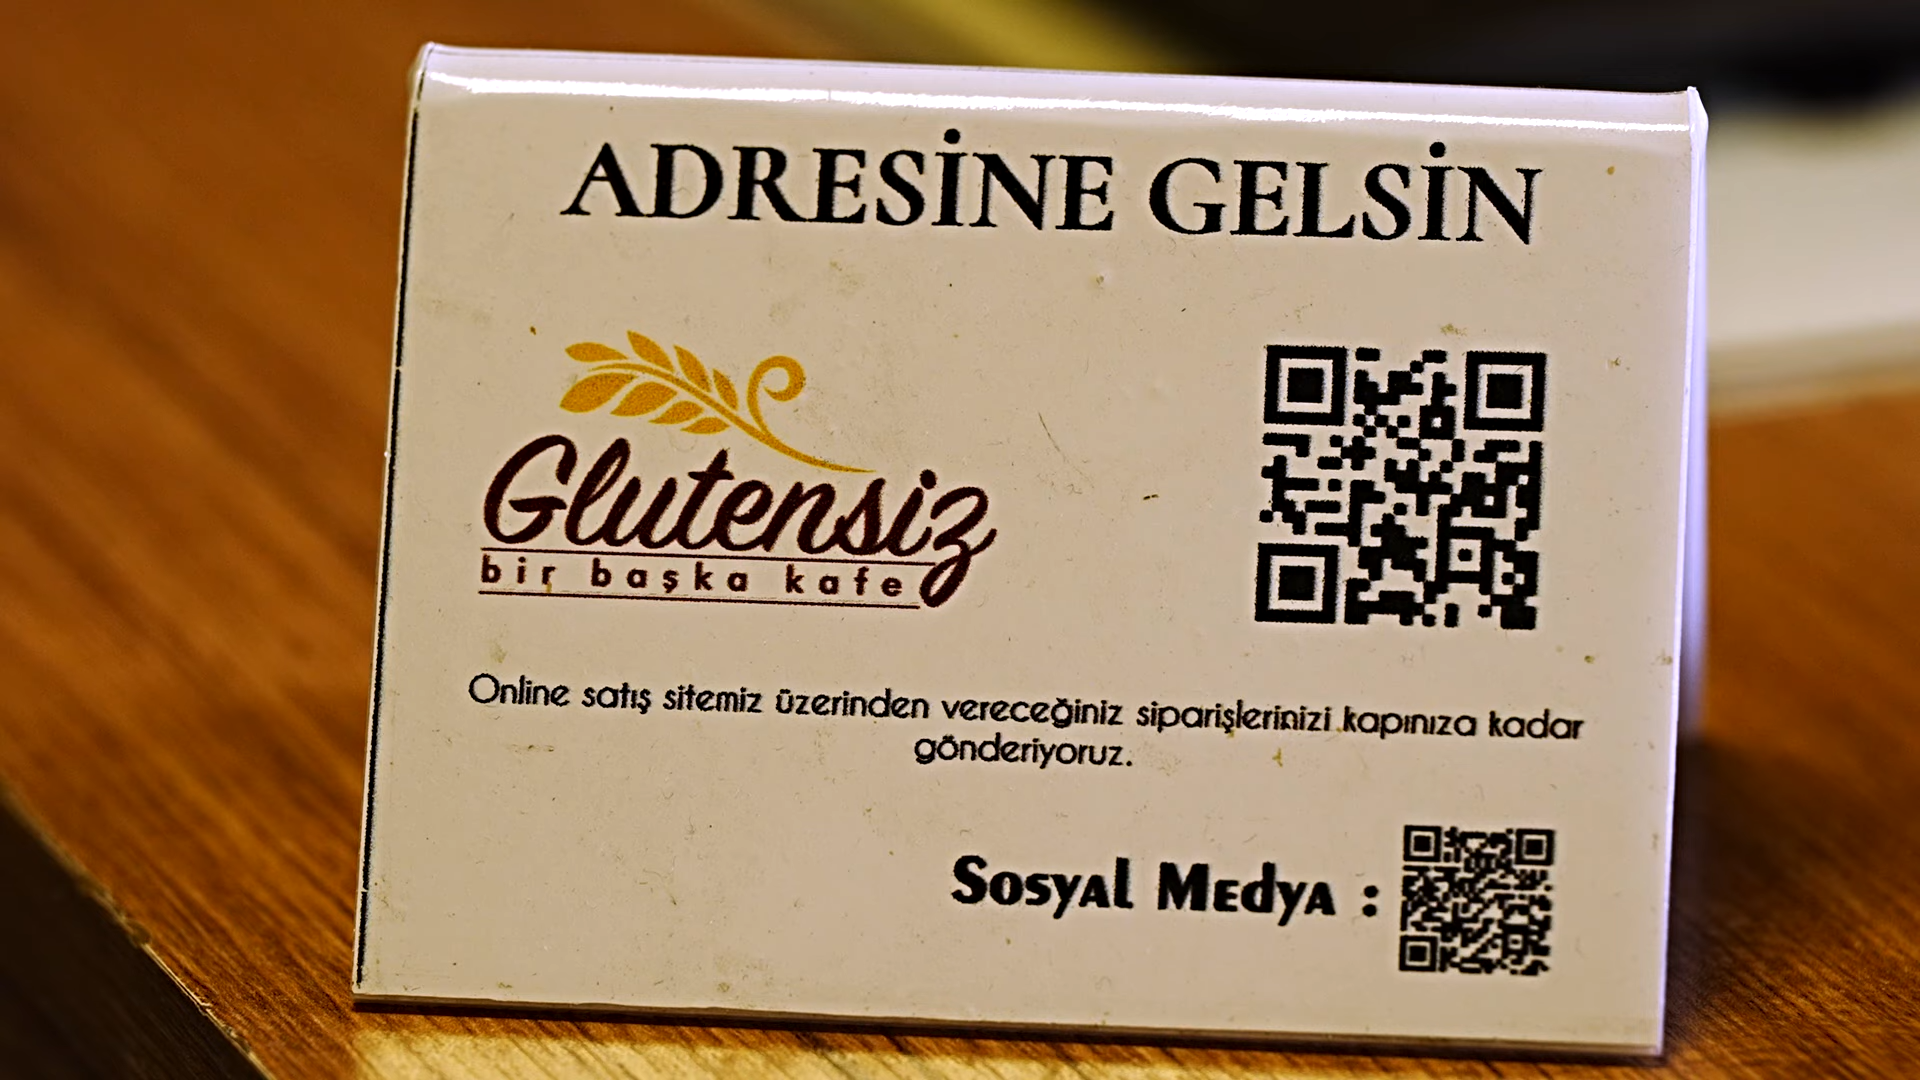 ADRESİNE GELSİN
Glutensiz
bir başka kafe
Online satış sitemiz üzerinden vereceğiniz siparişlerinizi kapınıza kadar
gönderiyoruz.
Sosyal Medya :